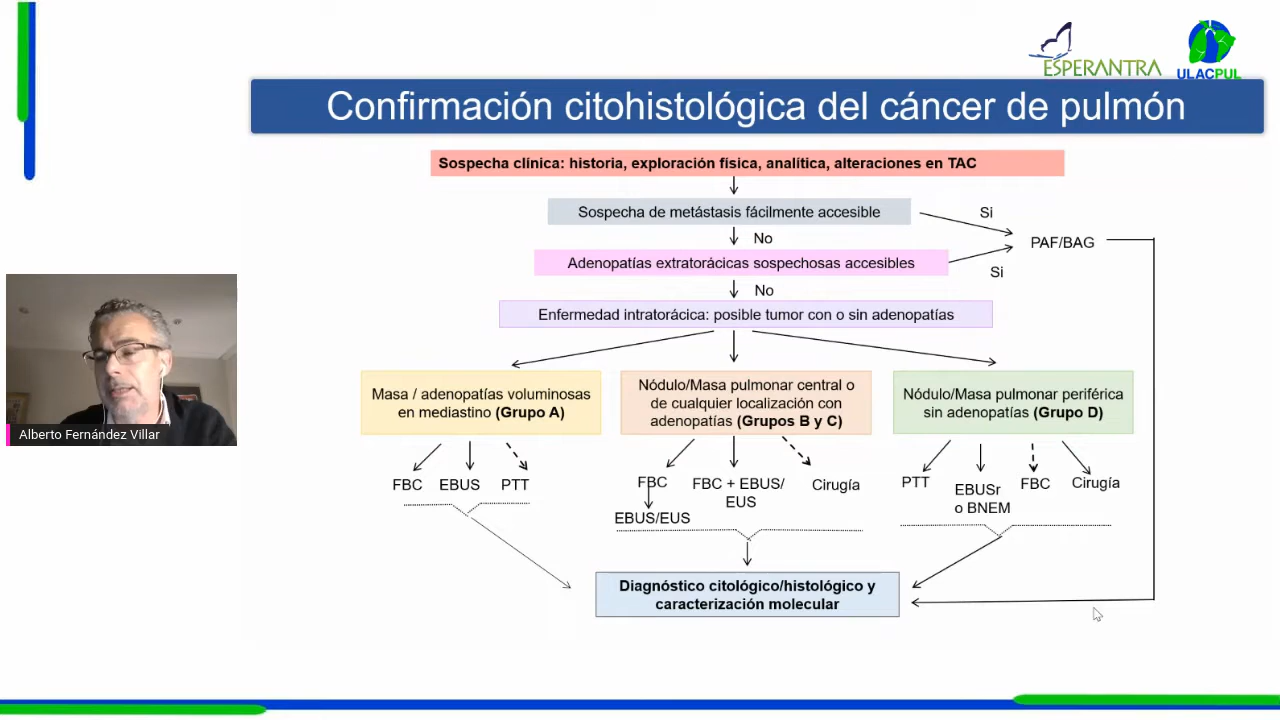 ESPERANTRA
ULACPUL
Confirmación citohistológica del cáncer de pulmón
Sospecha clínica: historia, exploración física, analítica, alteraciones en TAC
Sospecha de metástasis fácilmente accesible
Si
No
PAF/BAG
Adenopatías extratorácicas sospechosas accesibles
Si
No
Enfermedad intratorácica: posible tumor con o sin adenopatías
Masa / adenopatías voluminosas
en mediastino (Grupo A)
Nódulo/Masa pulmonar central o
de cualquier localización con
adenopatías (Grupos B y C)
Nódulo/Masa pulmonar periférica
sin adenopatías (Grupo D)
Alberto Fernández Villar
FBC
EBUS
PTT
FBC
EBUS/EUS
FBC + EBUS/
EUS
Cirugía
PTT
EBUSr
o BNEM
FBC
Cirugía
Diagnóstico citológico/histológico y
caracterización molecular